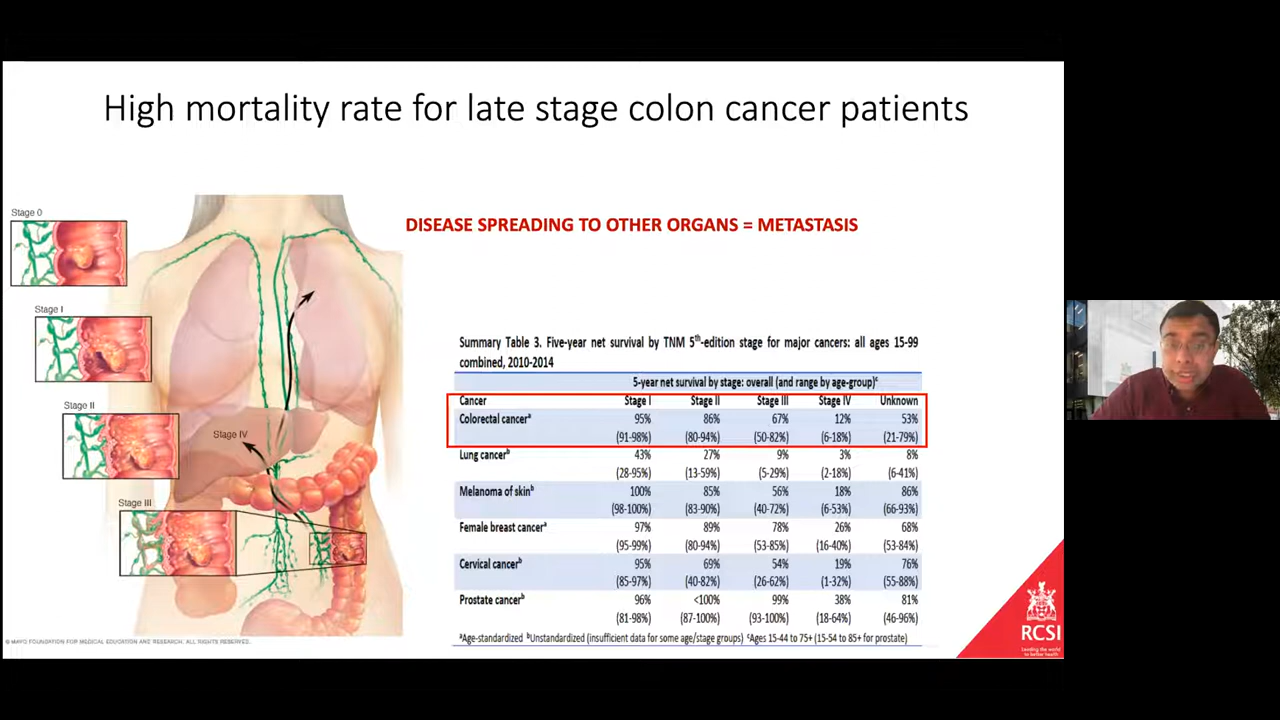 High mortality rate for late stage colon cancer patients
DISEASE SPREADING TO OTHER ORGANS = METASTASIS
Stage 0
Stage I
Stage II
Stage III
Stage IV
© MAYO FOUNDATION FOR MEDICAL EDUCATION AND RESEARCH. ALL RIGHTS RESERVED.
Summary Table 3. Five-year net survival by TNM 5th-edition stage for major cancers: all ages 15-99
combined, 2010-2014
5-year net survival by stage: overall (and range by age-group)c
Cancer Stage I Stage II Stage III Stage IV Unknown
Colorectal cancera 95% 86% 67% 12% 53%
(91-98%) (80-94%) (50-82%) (6-18%) (21-79%)
Lung cancerb 43% 27% 9% 3% 8%
(28-95%) (13-59%) (5-29%) (2-18%) (6-41%)
Melanoma of skinb 100% 85% 56% 18% 86%
(98-100%) (83-90%) (40-72%) (6-53%) (66-93%)
Female breast cancera 97% 89% 78% 26% 68%
(95-99%) (80-94%) (53-85%) (16-40%) (53-84%)
Cervical cancerb 95% 69% 54% 19% 76%
(85-97%) (40-82%) (26-62%) (1-32%) (55-88%)
Prostate cancerb 96% <100% 99% 38% 81%
(81-98%) (87-100%) (93-100%) (18-64%) (46-96%)
aAge-standardized bUnstandardized (insufficient data for some age/stage groups) cAges 15-44 to 75+ (15-54 to 85+ for prostate)
RCSI
Leading the world
to better health